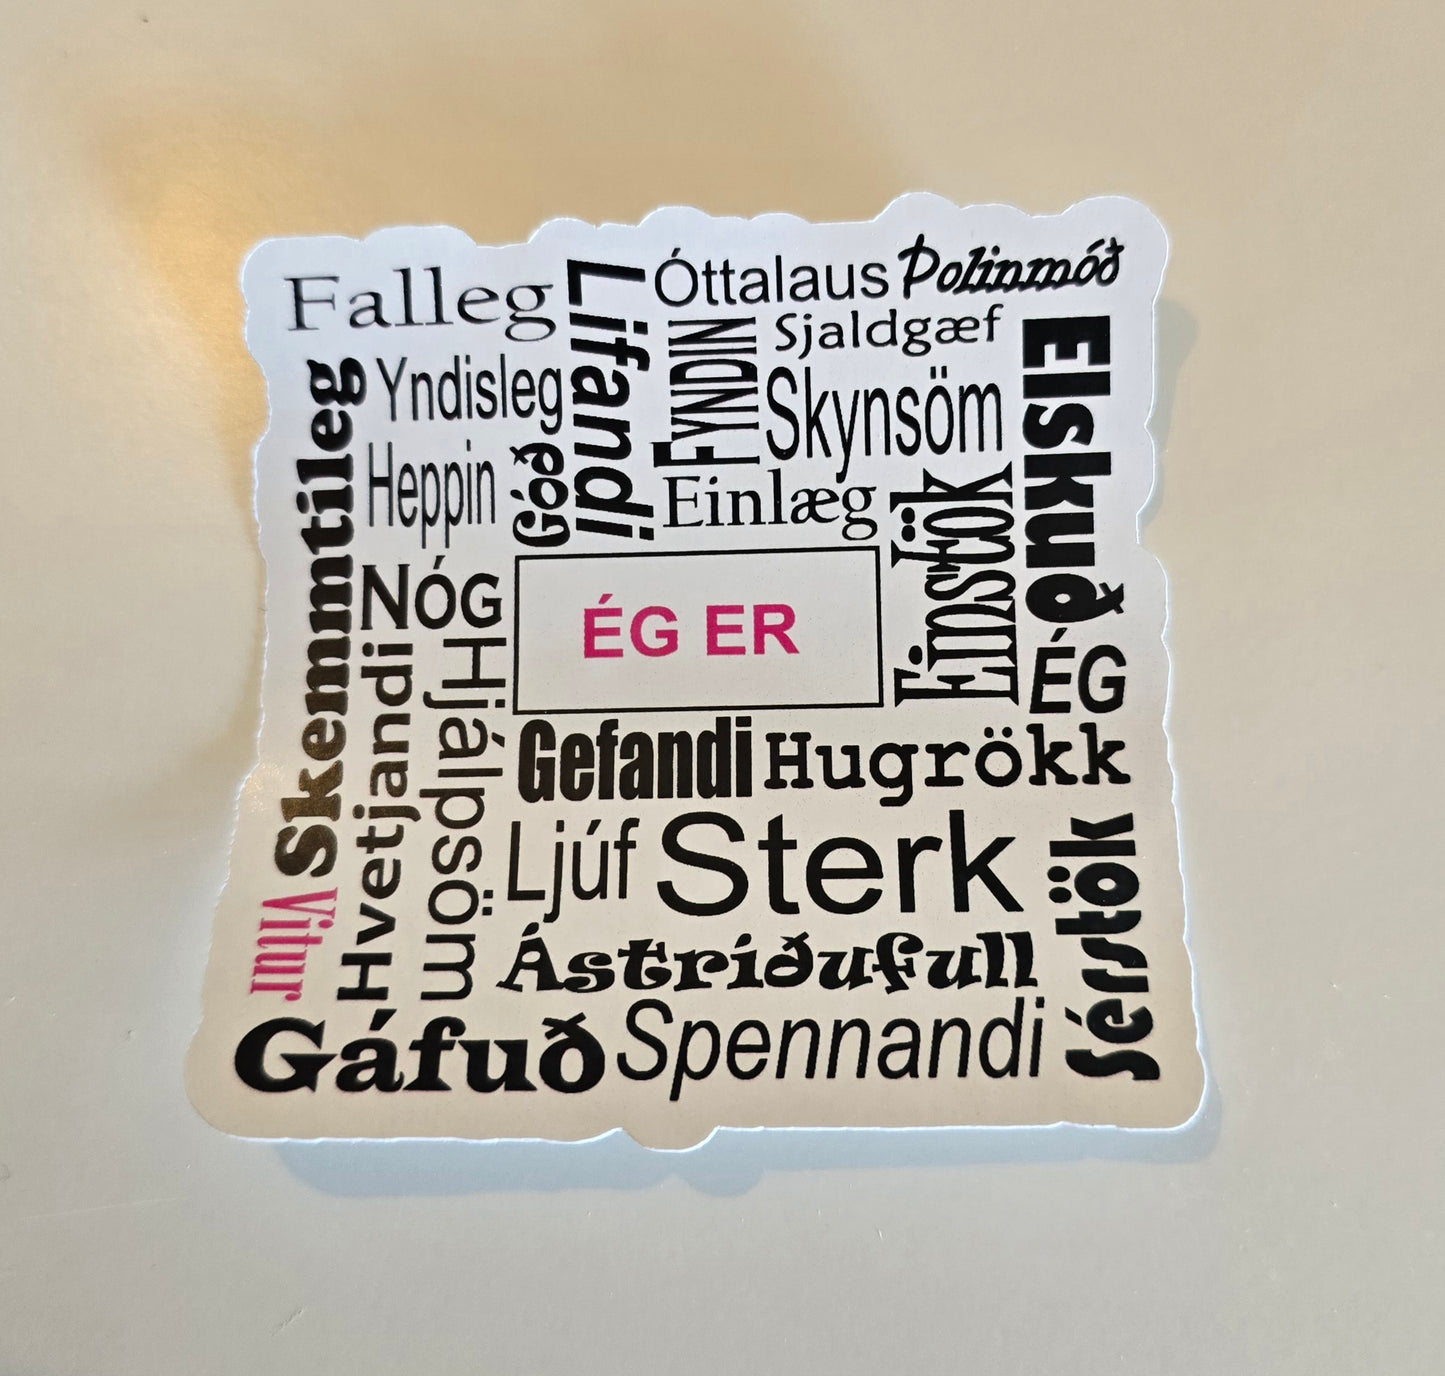 Falleg
Lifandi
Óttalaus
Þolinmóð
Skemmtileg
Yndisleg
FYNDIN
Sjaldgæf
Elskuð
Heppin
Góð
Skynsöm
Einlæg
Einstök
NÓG
ÉG ER
ÉG
Hvetjandi
Hjálpsöm
Gefandi
Hugrökk
Ljúf
Sterk
Sérstök
Vitur
Ástríðufull
Gáfuð
Spennandi